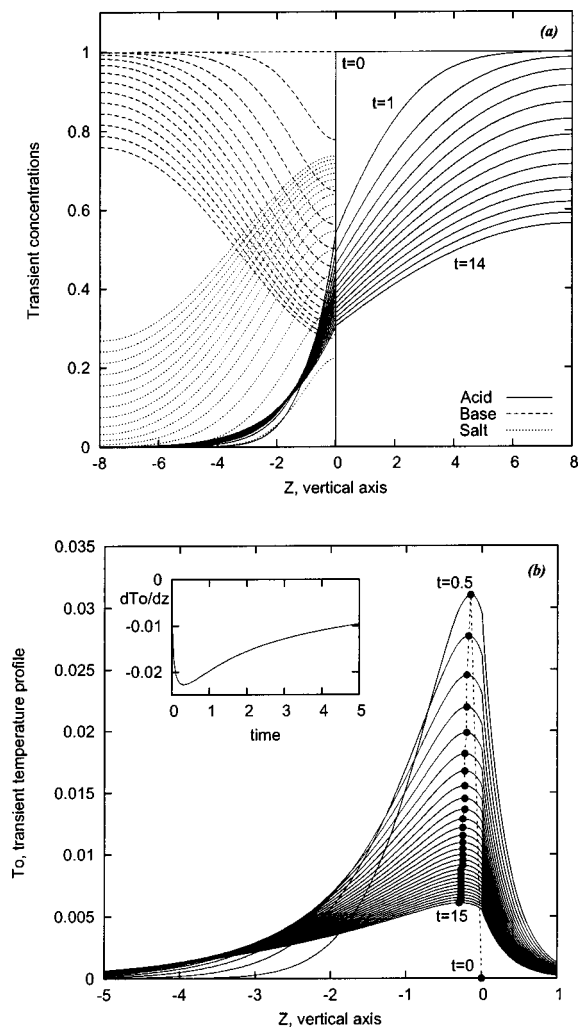 (a)
1
0.8
0.6
0.4
0.2
0
Transient concentrations
t=0
t=1
t=14
Acid
Base
Salt
-8 -6 -4 -2 0 2 4 6 8
Z, vertical axis
(b)
0.035
0.03
0.025
0.02
0.015
0.01
0.005
0
To, transient temperature profile
0
dTo/dz
-0.01
-0.02
0 1 2 3 4 5
time
t=0.5
t=15
t=0
-5 -4 -3 -2 -1 0 1
Z, vertical axis